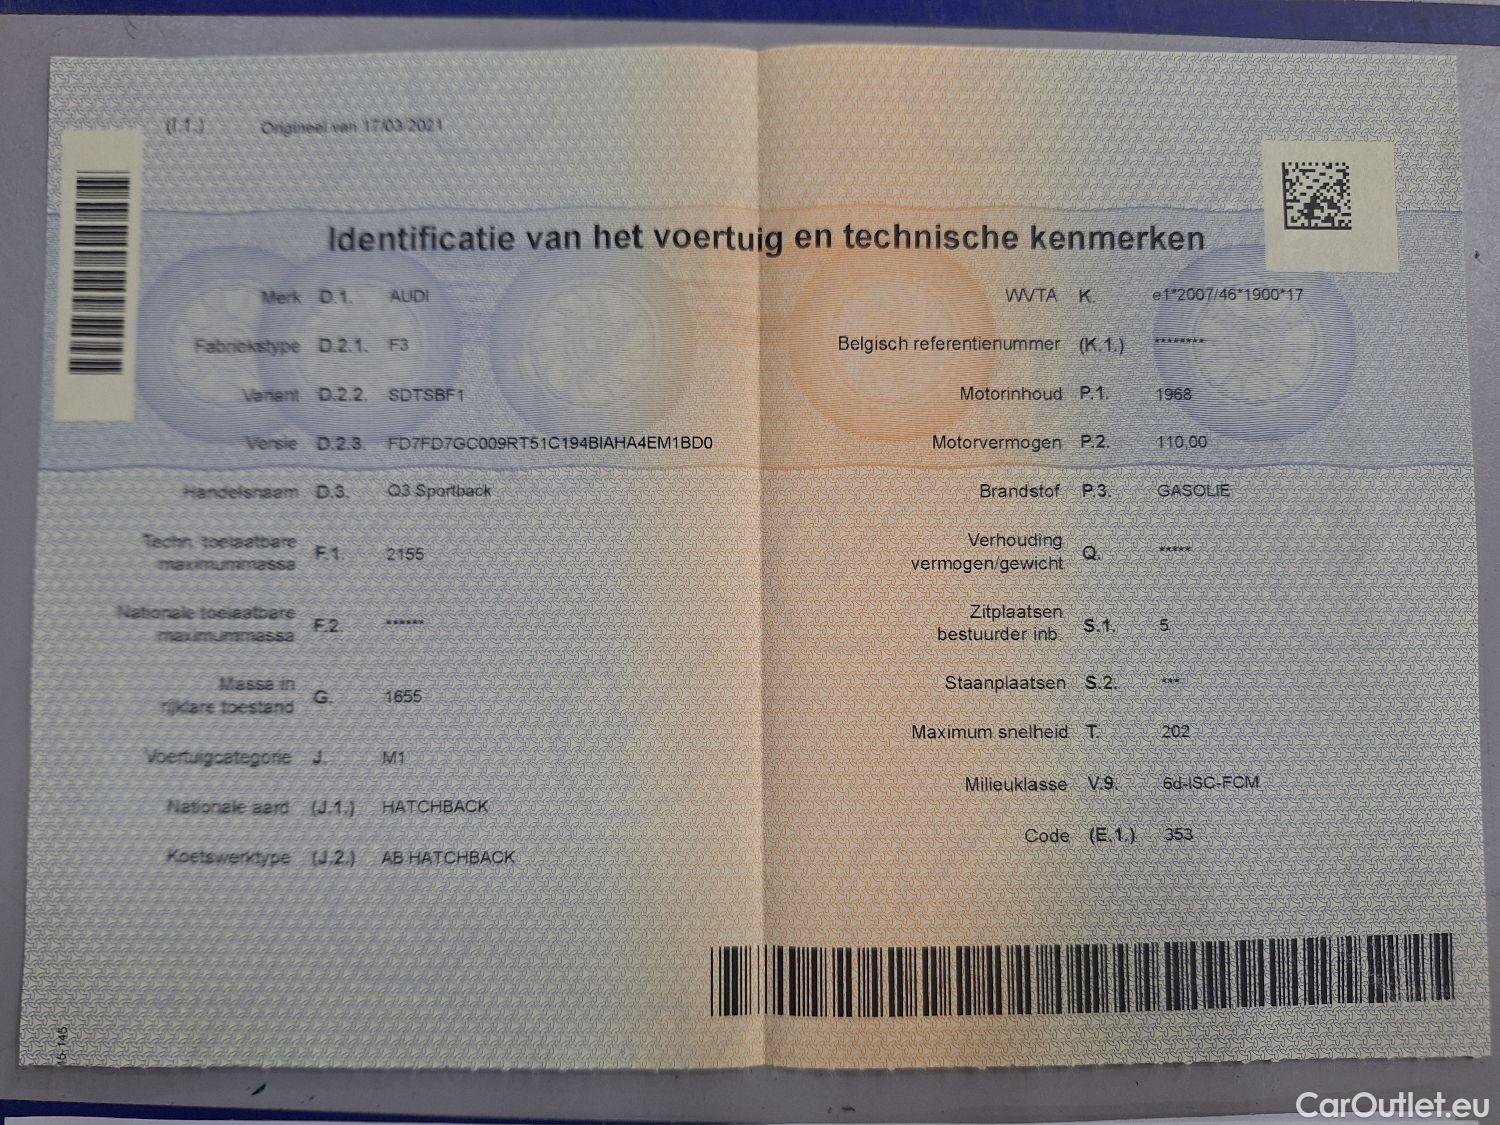 (I.1.) Origineel van 17/03/2021
Identificatie van het voertuig en technische kenmerken
Merk D.1. AUDI
Fabriekstype D.2.1. F3
Variant D.2.2. SDTSBF1
Versie D.2.3. FD7FD7GC009RT51C194BIAHA4EM1BD0
Handelsnaam D.3. Q3 Sportback
Techn. toelaatbare
maximummassa F.1. 2155
Nationale toelaatbare
maximummassa F.2. ******
Massa in
rijklare toestand G. 1655
Voertuigcategorie J. M1
Nationale aard (J.1.) HATCHBACK
Koetswerktype (J.2.) AB HATCHBACK
WVTA K. e1*2007/46*1900*17
Belgisch referentienummer (K.1.) ********
Motorinhoud P.1. 1968
Motorvermogen P.2. 110,00
Brandstof P.3. GASOLIE
Verhouding
vermogen/gewicht Q. *****
Zitplaatsen
bestuurder inb. S.1. 5
Staanplaatsen S.2. ***
Maximum snelheid T. 202
Milieuklasse V.9. 6d-ISC-FCM
Code (E.1.) 353
CarOutlet.eu